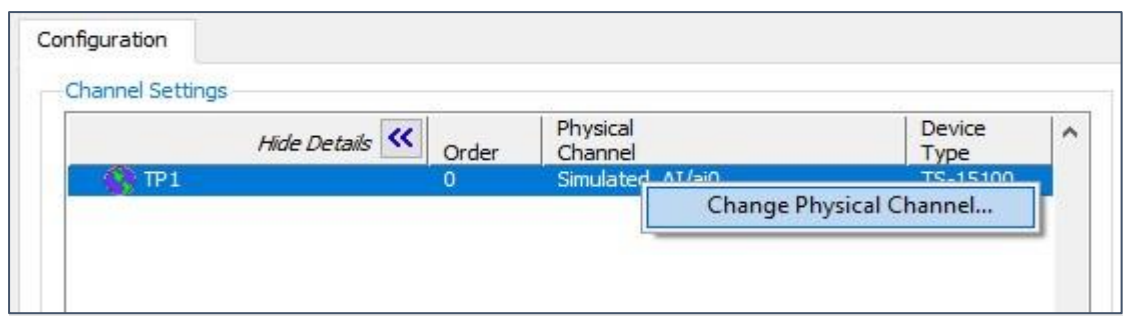 Configuration
Channel Settings
Hide Details Order Physical Channel Device Type
TP1 0 Simulated_AI/ai0 TS-15100
Change Physical Channel...